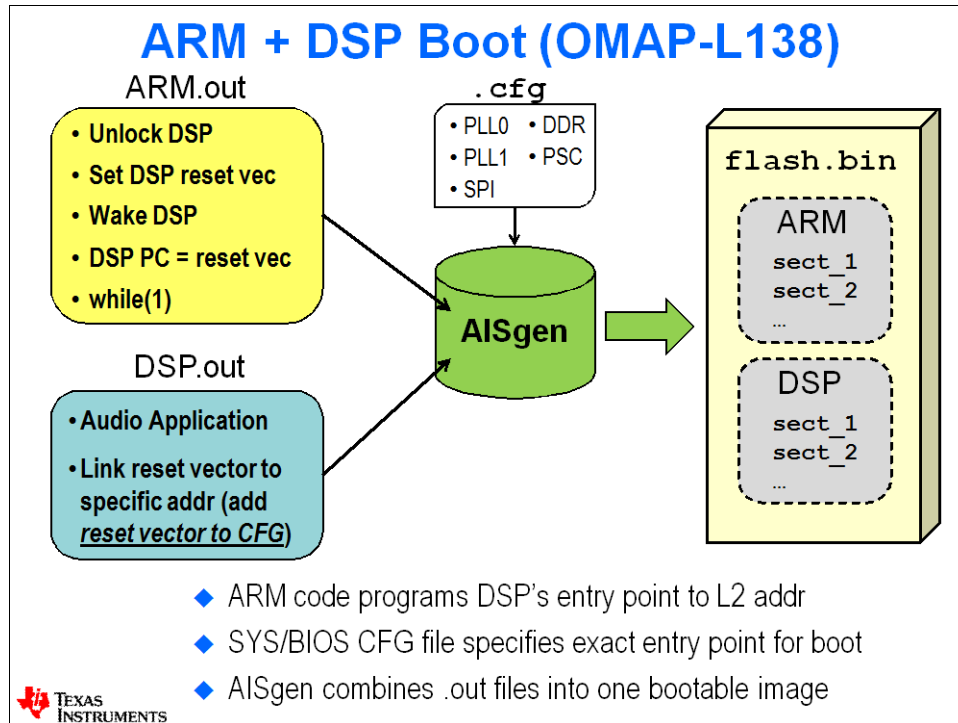 ARM + DSP Boot (OMAP-L138)
ARM.out
• Unlock DSP
• Set DSP reset vec
• Wake DSP
• DSP PC = reset vec
• while(1)
DSP.out
• Audio Application
• Link reset vector to
specific addr (add
reset vector to CFG)
.cfg
• PLL0 • DDR
• PLL1 • PSC
• SPI
AISgen
flash.bin
ARM
sect_1
sect_2
…
DSP
sect_1
sect_2
…
◆ ARM code programs DSP’s entry point to L2 addr
◆ SYS/BIOS CFG file specifies exact entry point for boot
◆ AISgen combines .out files into one bootable image
TEXAS
INSTRUMENTS